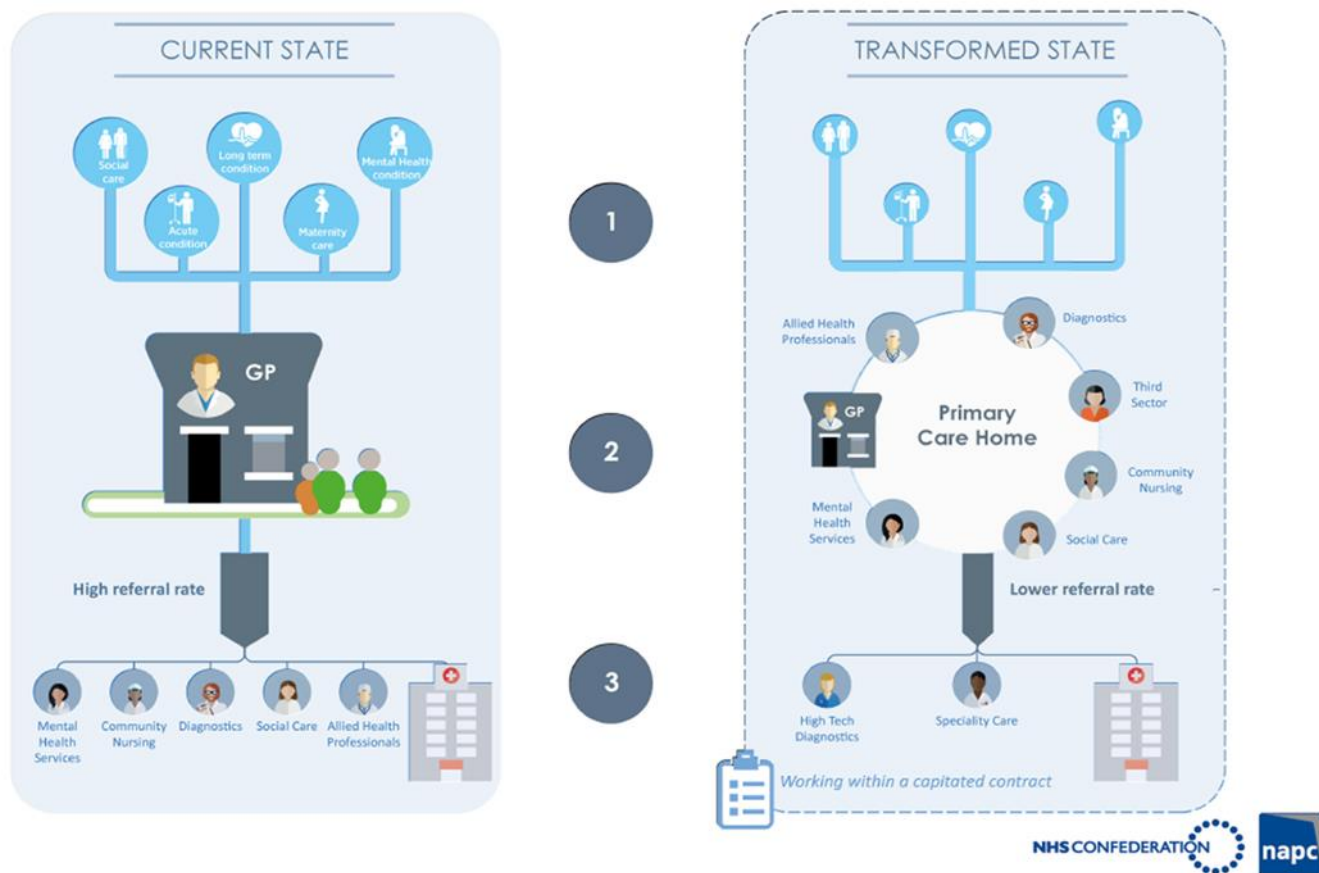 CURRENT STATE
Social
care
Long term
condition
Mental Health
condition
Acute
condition
Maternity
care
GP
High referral rate
Mental
Health
Services
Community
Nursing
Diagnostics
Social Care
Allied Health
Professionals
1
2
3
TRANSFORMED STATE
Allied Health
Professionals
Diagnostics
Third
Sector
GP
Primary
Care Home
Community
Nursing
Mental
Health
Services
Social Care
Lower referral rate
High Tech
Diagnostics
Speciality Care
Working within a capitated contract
NHS CONFEDERATION
napc